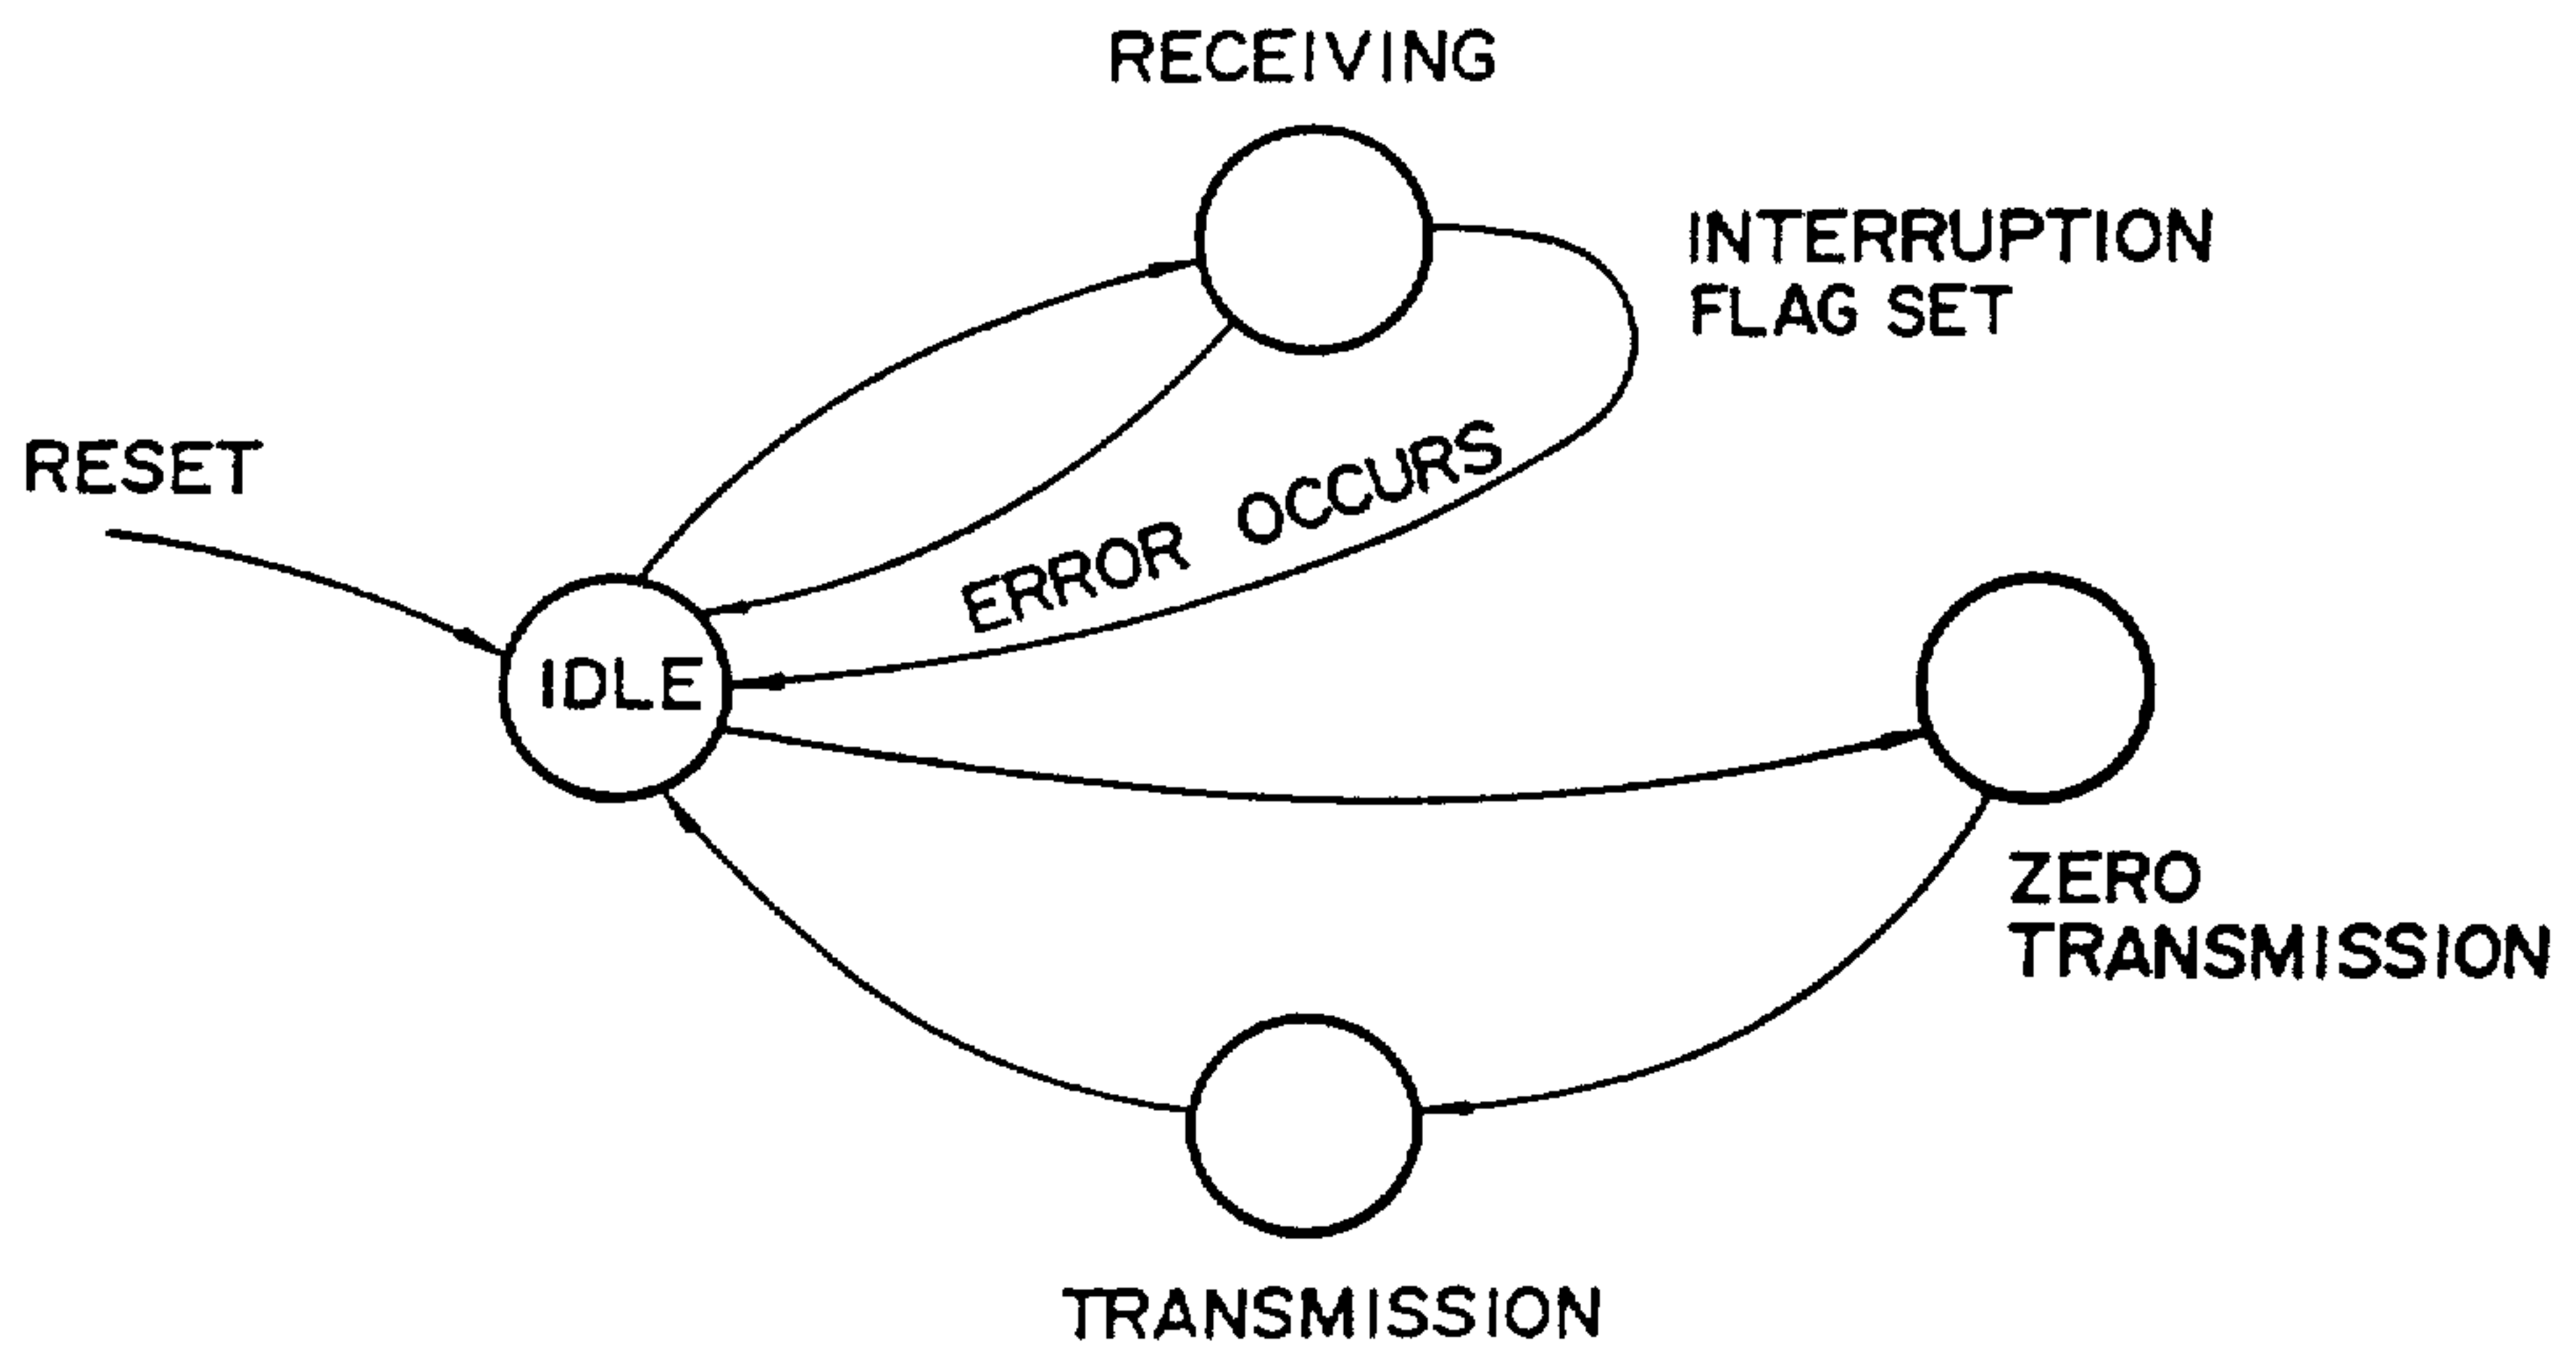 RECEIVING
INTERRUPTION
FLAG SET
RESET
ERROR OCCURS
IDLE
ZERO
TRANSMISSION
TRANSMISSION